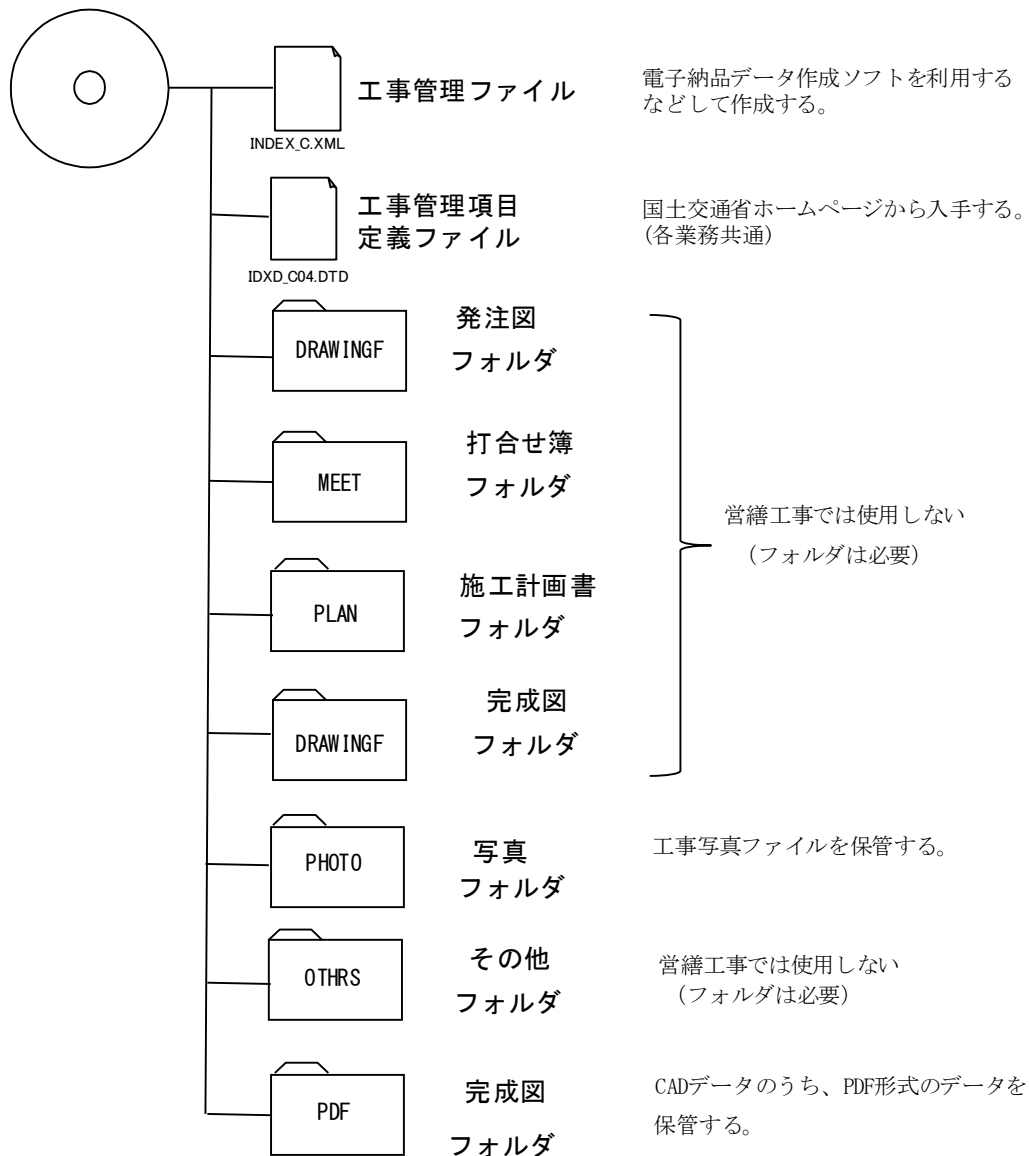 工事管理ファイル
電子納品データ作成ソフトを利用する
などして作成する。
INDEX_C.XML
工事管理項目
定義ファイル
国土交通省ホームページから入手する。
(各業務共通)
IDXD_C04.DTD
DRAWINGF
発注図
フォルダ
MEET
打合せ簿
フォルダ
営繕工事では使用しない
(フォルダは必要)
PLAN
施工計画書
フォルダ
DRAWINGF
完成図
フォルダ
PHOTO
写真
フォルダ
工事写真ファイルを保管する。
OTHRS
その他
フォルダ
営繕工事では使用しない
(フォルダは必要)
PDF
完成図
フォルダ
CADデータのうち、PDF形式のデータを
保管する。